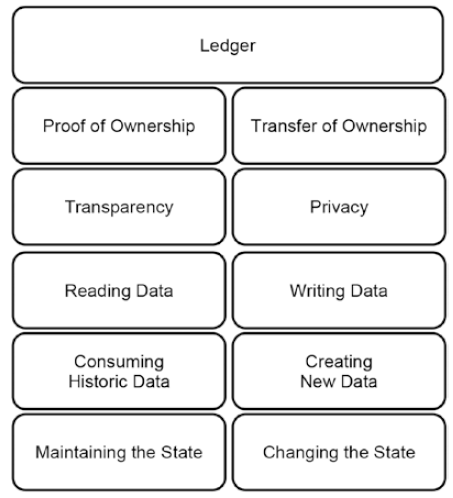 Ledger
Proof of Ownership
Transfer of Ownership
Transparency
Privacy
Reading Data
Writing Data
Consuming
Historic Data
Creating
New Data
Maintaining the State
Changing the State